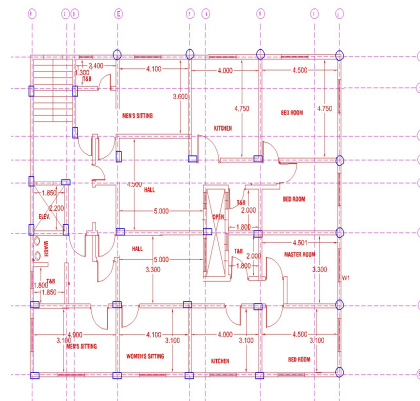 T&B
2.400
1.300
4.100
4.000
4.500
MEN'S SITTING
3.600
KITCHEN
4.750
BED ROOM
4.750
4.500
HALL
1.850
2.200
ELEV.
5.000
OPEN
T&B
2.000
1.800
BED ROOM
WASH
HALL
5.000
3.300
T&B
2.000
1.800
4.501
MASTER ROOM
3.300
W1
T&B
1.800
1.850
4.900
4.100
4.000
4.500
3.100
MEN'S SITTING
WOMEN'S SITTING
3.100
3.100
KITCHEN
BED ROOM
3.100